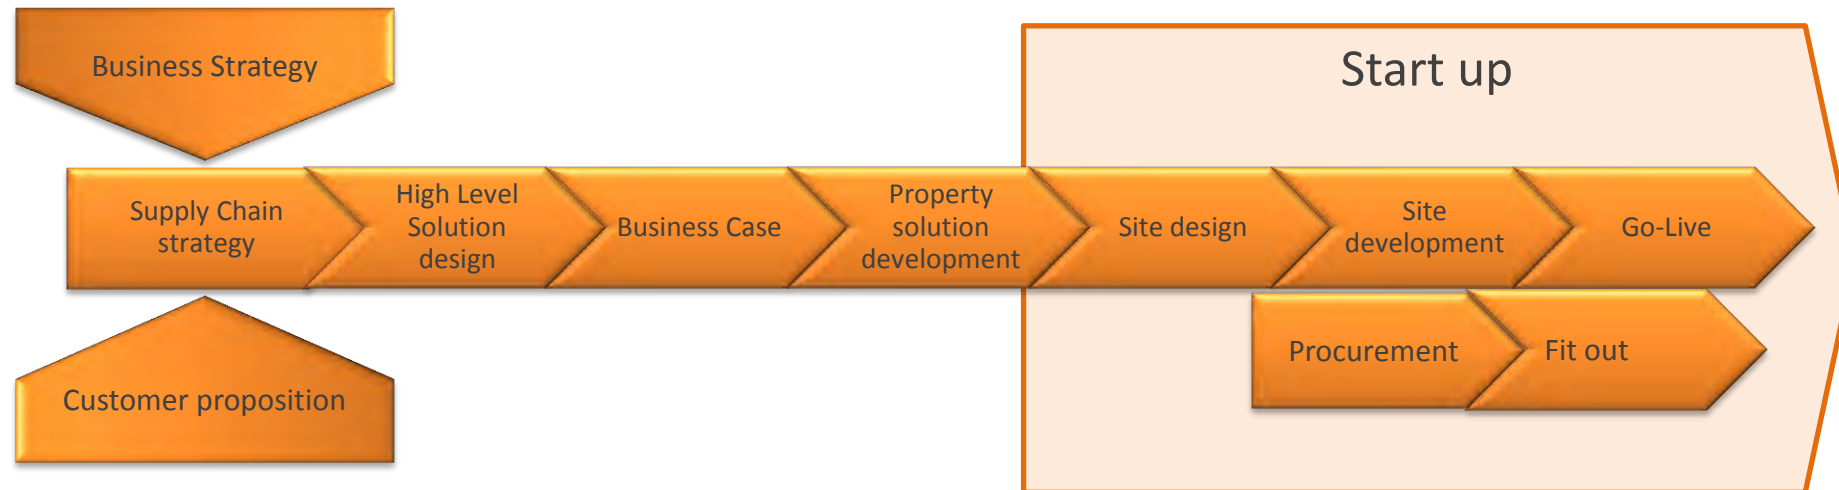 Business Strategy
Start up
Supply Chain
strategy
High Level
Solution
design
Business Case
Property
solution
development
Site design
Site
development
Go-Live
Procurement
Fit out
Customer proposition